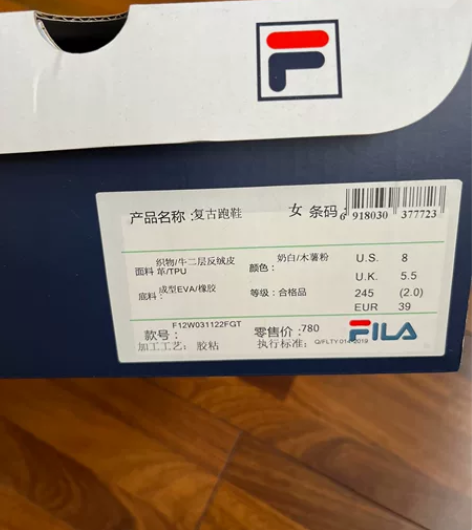 产品名称:复古跑鞋 女 条码:
6 918030 377723
面料:织物/牛二层反绒皮革/TPU
颜色:奶白/木薯粉
U.S. 8
U.K. 5.5
底料:成型EVA/橡胶
等级:合格品
245 (2.0)
EUR 39
款号:F12W031122FGT
零售价:780
FILA
加工工艺:胶粘
执行标准:Q/FLTY 014-2019